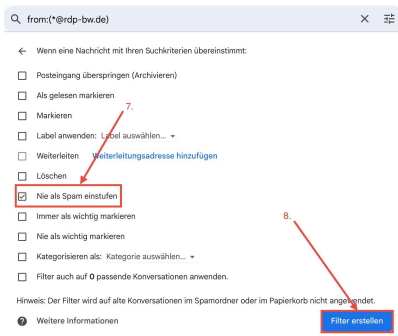 from:(*@rdp-bw.de)
Wenn eine Nachricht mit Ihren Suchkriterien übereinstimmt:
Posteingang überspringen (Archivieren)
Als gelesen markieren
7.
Markieren
Label anwenden: Label auswählen...
Weiterleiten Weiterleitungsadresse hinzufügen
Löschen
Nie als Spam einstufen
Immer als wichtig markieren
8.
Nie als wichtig markieren
Kategorisieren als: Kategorie auswählen...
Filter auch auf 0 passende Konversationen anwenden.
Hinweis: Der Filter wird auf alte Konversationen im Spamordner oder im Papierkorb nicht angewendet.
Weitere Informationen Filter erstellen